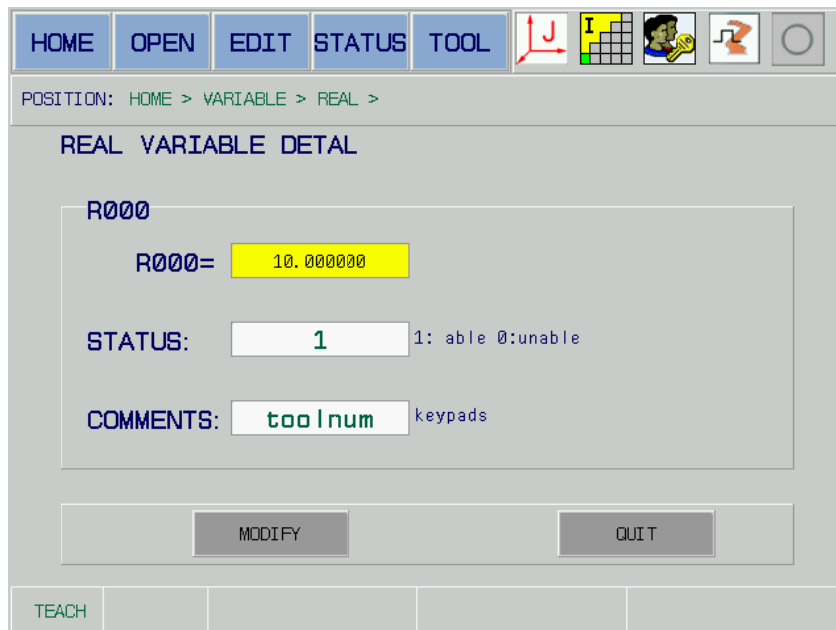 HOME OPEN EDIT STATUS TOOL J I
POSITION: HOME > VARIABLE > REAL >
REAL VARIABLE DETAL
R000
R000= 10.000000
STATUS: 1 1: able 0:unable
COMMENTS: toolnum keypads
MODIFY QUIT
TEACH